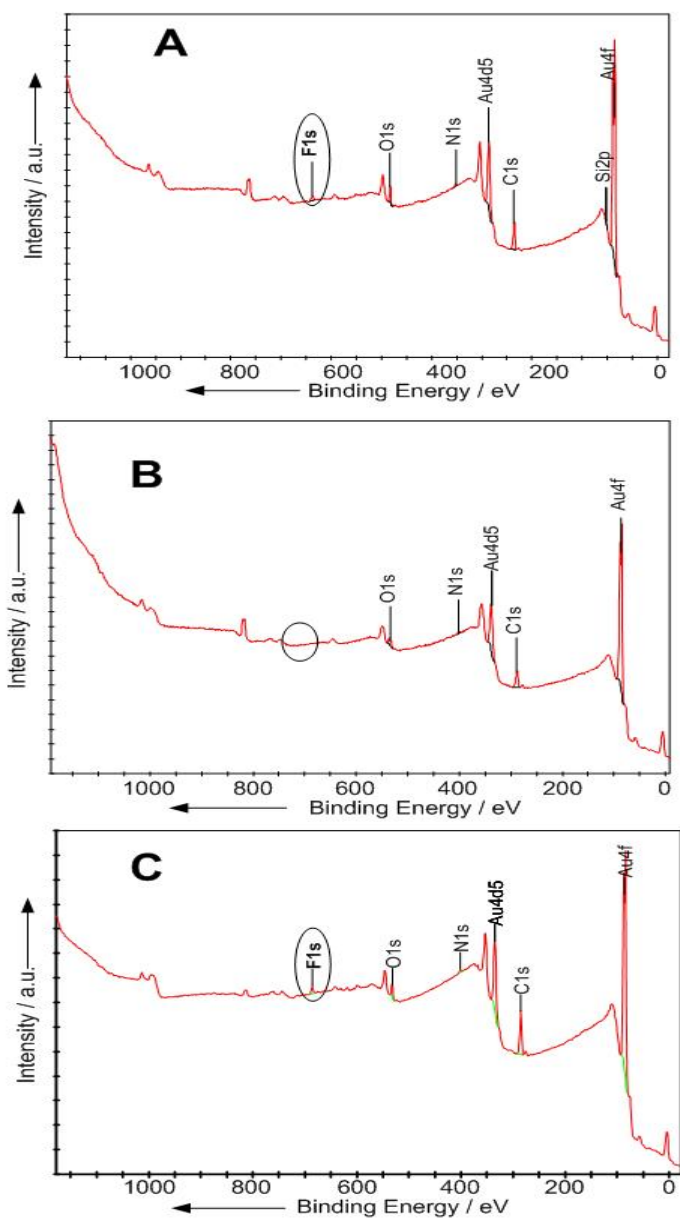 A
Intensity / a.u.
F1s
O1s
N1s
Au4d5
C1s
Si2p
Au4f
1000 800 600 400 200 0
Binding Energy / eV
B
Intensity / a.u.
O1s
N1s
Au4d5
C1s
Au4f
1000 800 600 400 200 0
Binding Energy / eV
C
Intensity / a.u.
F1s
O1s
N1s
Au4d5
C1s
Au4f
1000 800 600 400 200 0
Binding Energy / eV